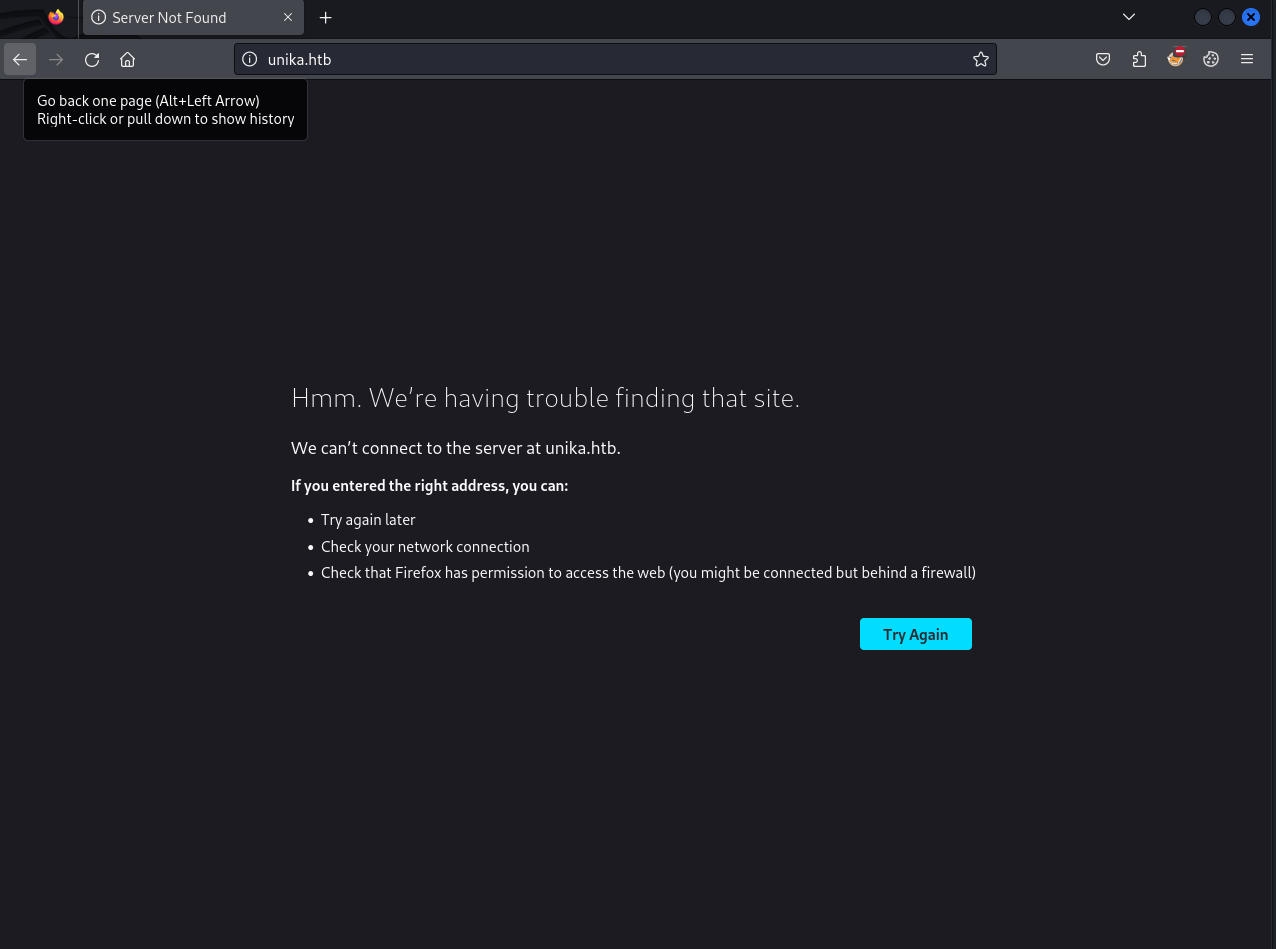 Server Not Found
unika.htb
Go back one page (Alt+Left Arrow)
Right-click or pull down to show history
Hmm. We're having trouble finding that site.
We can't connect to the server at unika.htb.
If you entered the right address, you can:
• Try again later
• Check your network connection
• Check that Firefox has permission to access the web (you might be connected but behind a firewall)
Try Again